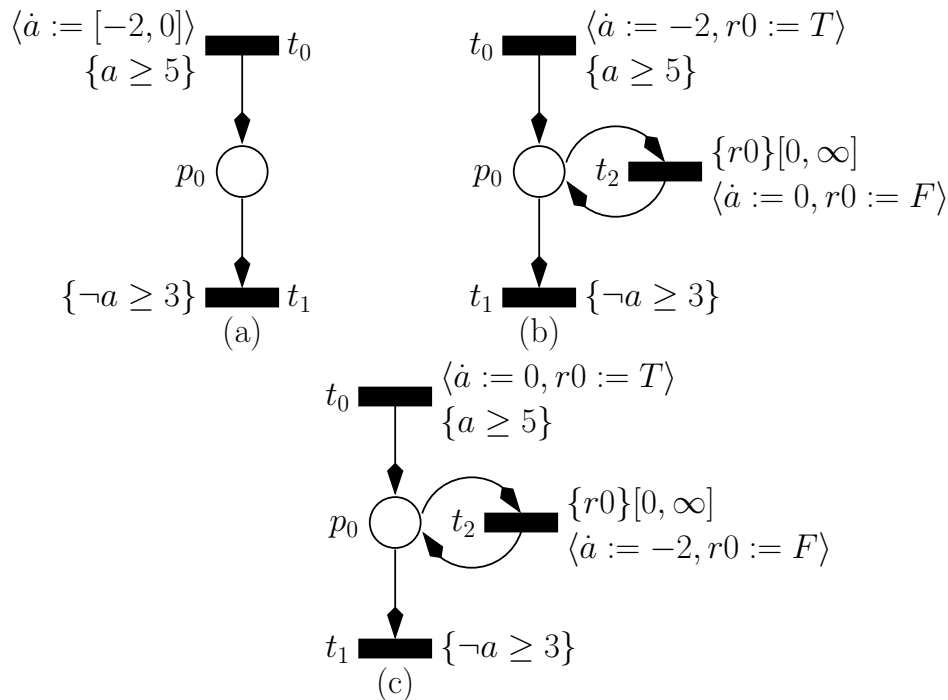 ⟨ȧ := [−2, 0]⟩
{a ≥ 5}
t₀
p₀
{¬a ≥ 3}
t₁
(a)
t₀
⟨ȧ := −2, r0 := T⟩
{a ≥ 5}
p₀
t₂
{r0}[0, ∞]
⟨ȧ := 0, r0 := F⟩
t₁
{¬a ≥ 3}
(b)
t₀
⟨ȧ := 0, r0 := T⟩
{a ≥ 5}
p₀
t₂
{r0}[0, ∞]
⟨ȧ := −2, r0 := F⟩
t₁
{¬a ≥ 3}
(c)